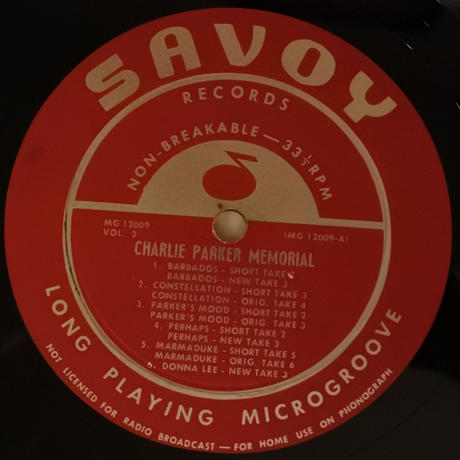 SAVOY
RECORDS
NON-BREAKABLE — 33 1/3 RPM
MG 12009
VOL. 2
(MG 12009-A)
CHARLIE PARKER MEMORIAL
1. BARBADOS - SHORT TAKE
BARBADOS - NEW TAKE 3
2. CONSTELLATION - SHORT TAKE 3
CONSTELLATION - ORIG. TAKE 4
3. PARKER'S MOOD - SHORT TAKE 2
PARKER'S MOOD - ORIG. TAKE 3
4. PERHAPS - SHORT TAKE 2
PERHAPS - NEW TAKE 3
5. MARMADUKE - SHORT TAKE 5
MARMADUKE - ORIG. TAKE 6
6. DONNA LEE - NEW TAKE 3
LONG PLAYING MICROGROOVE
NOT LICENSED FOR RADIO BROADCAST — FOR HOME USE ON PHONOGRAPH